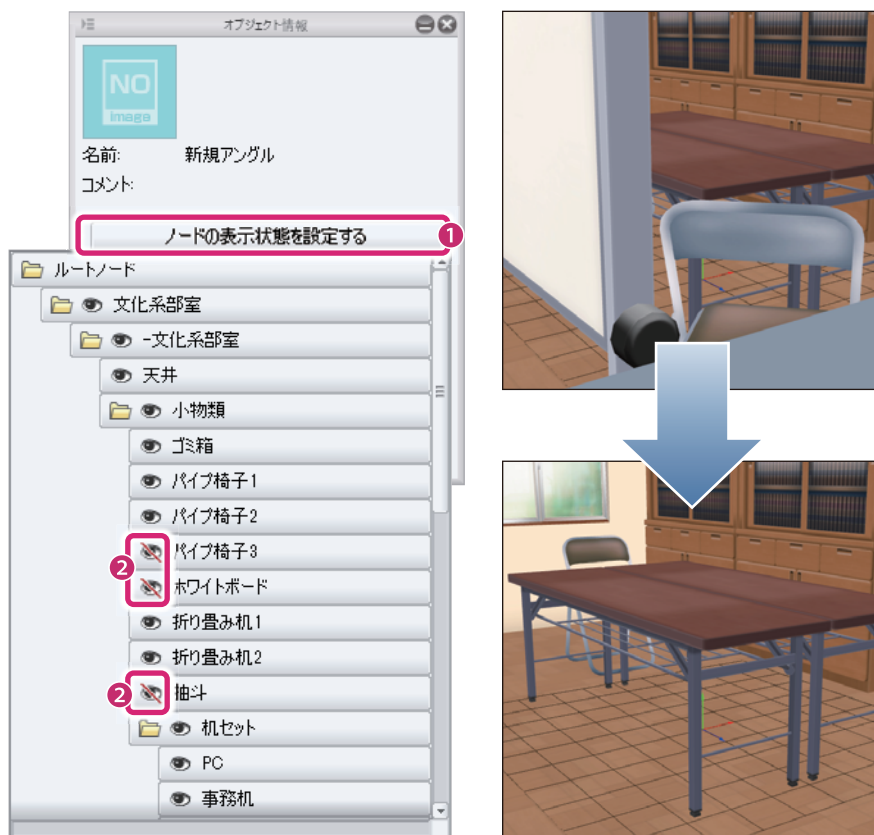 オブジェクト情報
NO
image
名前: 新規アングル
コメント:
ノードの表示状態を設定する
1
ルートノード
文化系部室
-文化系部室
天井
小物類
ゴミ箱
パイプ椅子1
パイプ椅子2
パイプ椅子3
2
ホワイトボード
折り畳み机1
折り畳み机2
2 抽斗
机セット
PC
事務机